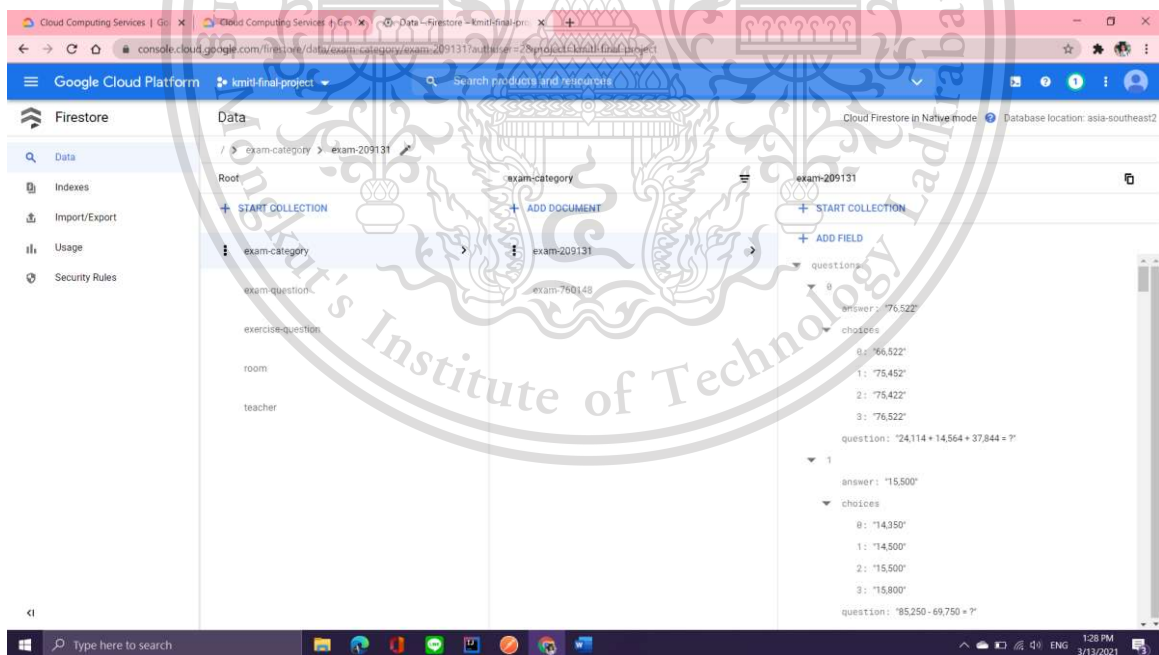 Cloud Computing Services | Go
Cloud Computing Services | Go
Data – Firestore – kmitl-final-pro
console.cloud.google.com/firestore/data/exam-category/exam-209131?authuser=2&project=kmitl-final-project
Google Cloud Platform
kmitl-final-project
Search products and resources
1
Firestore
Data
Cloud Firestore in Native mode
Database location: asia-southeast2
Data
Indexes
Import/Export
Usage
Security Rules
/ > exam-category > exam-209131
Root
START COLLECTION
exam-category
exam-question
exercise-question
room
teacher
exam-category
ADD DOCUMENT
exam-209131
exam-760148
exam-209131
START COLLECTION
ADD FIELD
questions
0
answer: "76,522"
choices
0: "66,522"
1: "75,452"
2: "75,422"
3: "76,522"
question: "24,114 + 14,564 + 37,844 = ?"
1
answer: "15,500"
choices
0: "14,350"
1: "14,500"
2: "15,500"
3: "15,800"
question: "85,250 - 69,750 = ?"
Type here to search
ENG
1:28 PM
3/13/2021
3
Mongkut's Institute of Technology Ladkrabang